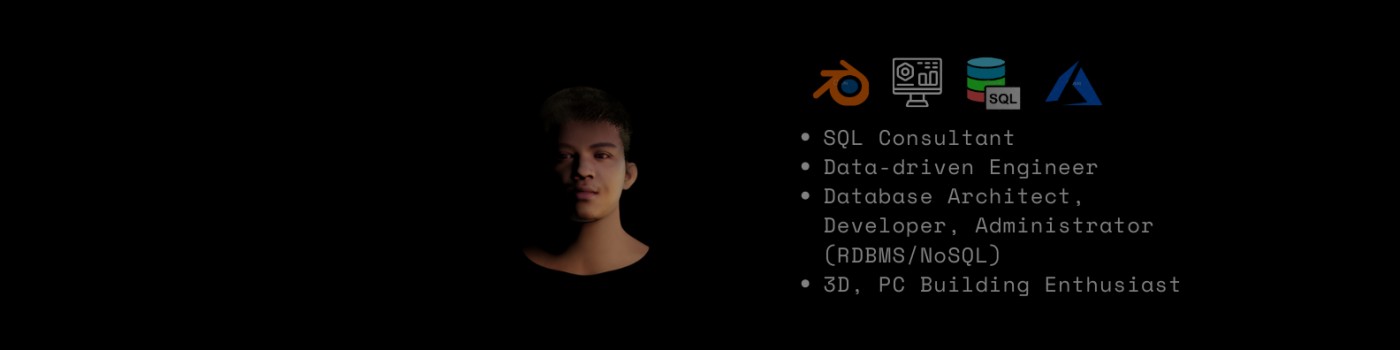 SQL
• SQL Consultant
• Data-driven Engineer
• Database Architect,
Developer, Administrator
(RDBMS/NoSQL)
• 3D, PC Building Enthusiast